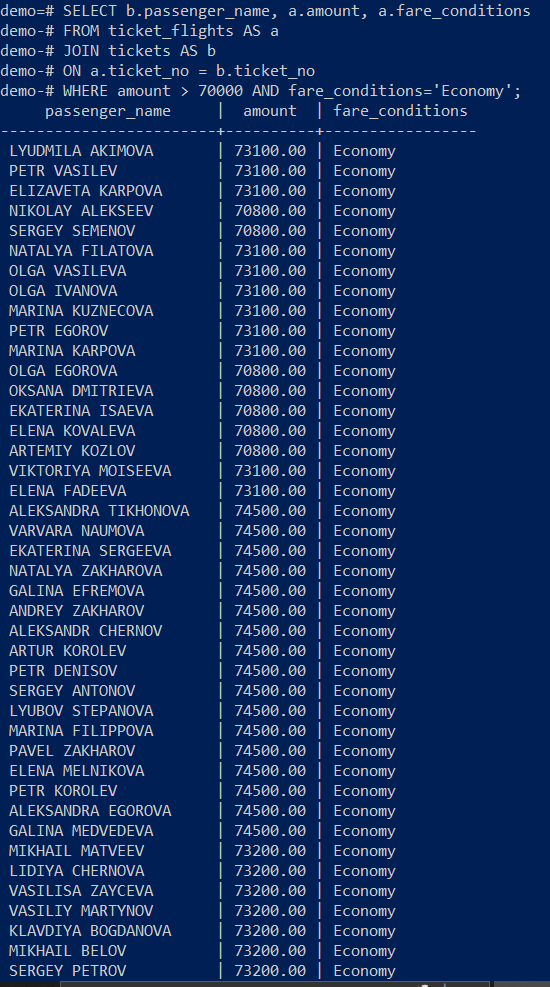 demo=# SELECT b.passenger_name, a.amount, a.fare_conditions
demo-# FROM ticket_flights AS a
demo-# JOIN tickets AS b
demo-# ON a.ticket_no = b.ticket_no
demo-# WHERE amount > 70000 AND fare_conditions='Economy';
    passenger_name     |  amount  | fare_conditions
------------------------+----------+-----------------
 LYUDMILA AKIMOVA       | 73100.00 | Economy
 PETR VASILEV           | 73100.00 | Economy
 ELIZAVETA KARPOVA      | 73100.00 | Economy
 NIKOLAY ALEKSEEV       | 70800.00 | Economy
 SERGEY SEMENOV         | 70800.00 | Economy
 NATALYA FILATOVA       | 73100.00 | Economy
 OLGA VASILEVA          | 73100.00 | Economy
 OLGA IVANOVA           | 73100.00 | Economy
 MARINA KUZNECOVA       | 73100.00 | Economy
 PETR EGOROV            | 73100.00 | Economy
 MARINA KARPOVA         | 73100.00 | Economy
 OLGA EGOROVA           | 70800.00 | Economy
 OKSANA DMITRIEVA       | 70800.00 | Economy
 EKATERINA ISAEVA       | 70800.00 | Economy
 ELENA KOVALEVA         | 70800.00 | Economy
 ARTEMIY KOZLOV         | 70800.00 | Economy
 VIKTORIYA MOISEEVA     | 73100.00 | Economy
 ELENA FADEEVA          | 73100.00 | Economy
 ALEKSANDRA TIKHONOVA   | 74500.00 | Economy
 VARVARA NAUMOVA        | 74500.00 | Economy
 EKATERINA SERGEEVA     | 74500.00 | Economy
 NATALYA ZAKHAROVA      | 74500.00 | Economy
 GALINA EFREMOVA        | 74500.00 | Economy
 ANDREY ZAKHAROV        | 74500.00 | Economy
 ALEKSANDR CHERNOV      | 74500.00 | Economy
 ARTUR KOROLEV          | 74500.00 | Economy
 PETR DENISOV           | 74500.00 | Economy
 SERGEY ANTONOV         | 74500.00 | Economy
 LYUBOV STEPANOVA       | 74500.00 | Economy
 MARINA FILIPPOVA       | 74500.00 | Economy
 PAVEL ZAKHAROV         | 74500.00 | Economy
 ELENA MELNIKOVA        | 74500.00 | Economy
 PETR KOROLEV           | 74500.00 | Economy
 ALEKSANDRA EGOROVA     | 74500.00 | Economy
 GALINA MEDVEDEVA       | 74500.00 | Economy
 MIKHAIL MATVEEV        | 73200.00 | Economy
 LIDIYA CHERNOVA        | 73200.00 | Economy
 VASILISA ZAYCEVA       | 73200.00 | Economy
 VASILIY MARTYNOV       | 73200.00 | Economy
 KLAVDIYA BOGDANOVA     | 73200.00 | Economy
 MIKHAIL BELOV          | 73200.00 | Economy
 SERGEY PETROV          | 73200.00 | Economy